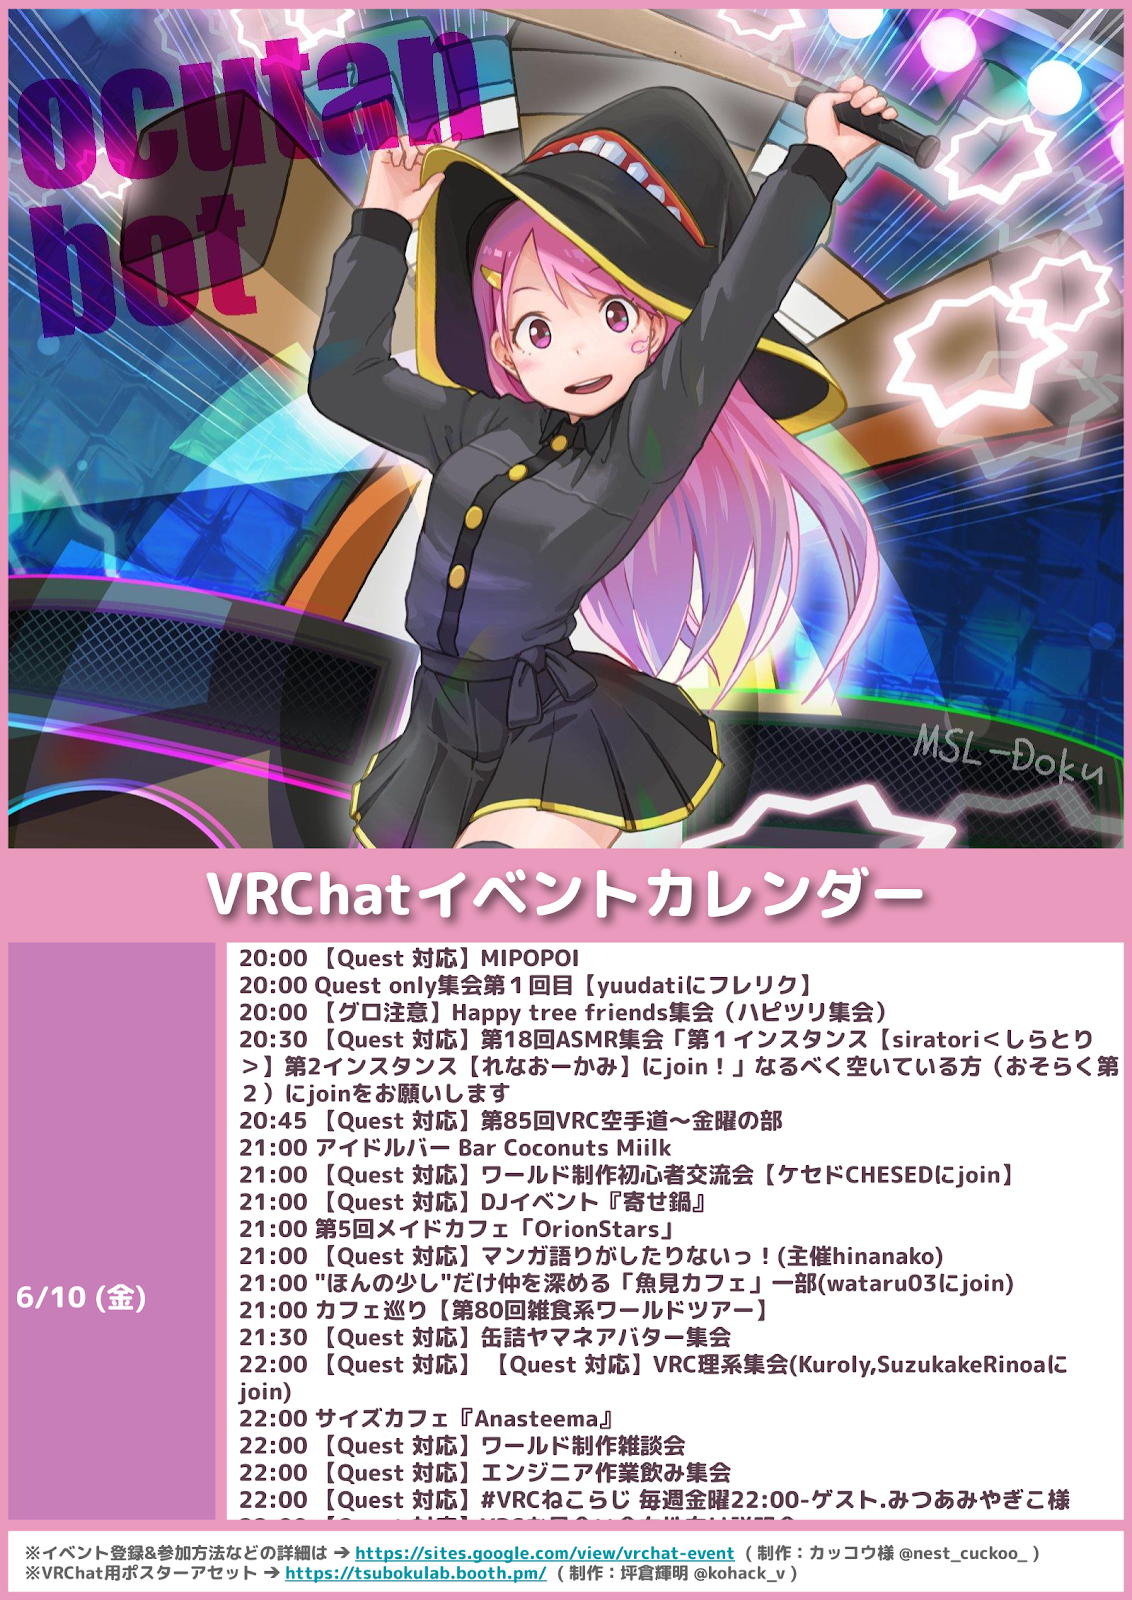 ocutan
bot
MSL-Doku
VRChatイベントカレンダー
6/10 (金)
20:00 【Quest 対応】MIPOPOI
20:00 Quest only集会第１回目【yuudatiにフレリク】
20:00 【グロ注意】Happy tree friends集会（ハピツリ集会）
20:30 【Quest 対応】第18回ASMR集会「第１インスタンス【siratori＜しらとり
＞】第2インスタンス【れなおーかみ】にjoin！」なるべく空いている方（おそらく第
２）にjoinをお願いします
20:45 【Quest 対応】第85回VRC空手道～金曜の部
21:00 アイドルバー Bar Coconuts Miilk
21:00 【Quest 対応】ワールド制作初心者交流会【ケセドCHESEDにjoin】
21:00 【Quest 対応】DJイベント『寄せ鍋』
21:00 第5回メイドカフェ「OrionStars」
21:00 【Quest 対応】マンガ語りがしたりないっ！(主催hinanako)
21:00 "ほんの少し"だけ仲を深める「魚見カフェ」一部(wataru03にjoin)
21:00 カフェ巡り【第80回雑食系ワールドツアー】
21:30 【Quest 対応】缶詰ヤマネアバター集会
22:00 【Quest 対応】 【Quest 対応】VRC理系集会(Kuroly,SuzukakeRinoaに
join)
22:00 サイズカフェ『Anasteema』
22:00 【Quest 対応】ワールド制作雑談会
22:00 【Quest 対応】エンジニア作業飲み集会
22:00 【Quest 対応】#VRCねこらじ 毎週金曜22:00-ゲスト.みつあみやぎこ様
※イベント登録&参加方法などの詳細は → https://sites.google.com/view/vrchat-event （ 制作：カッコウ様 @nest_cuckoo_ ）
※VRChat用ポスターアセット → https://tsubokulab.booth.pm/ （ 制作：坪倉輝明 @kohack_v ）